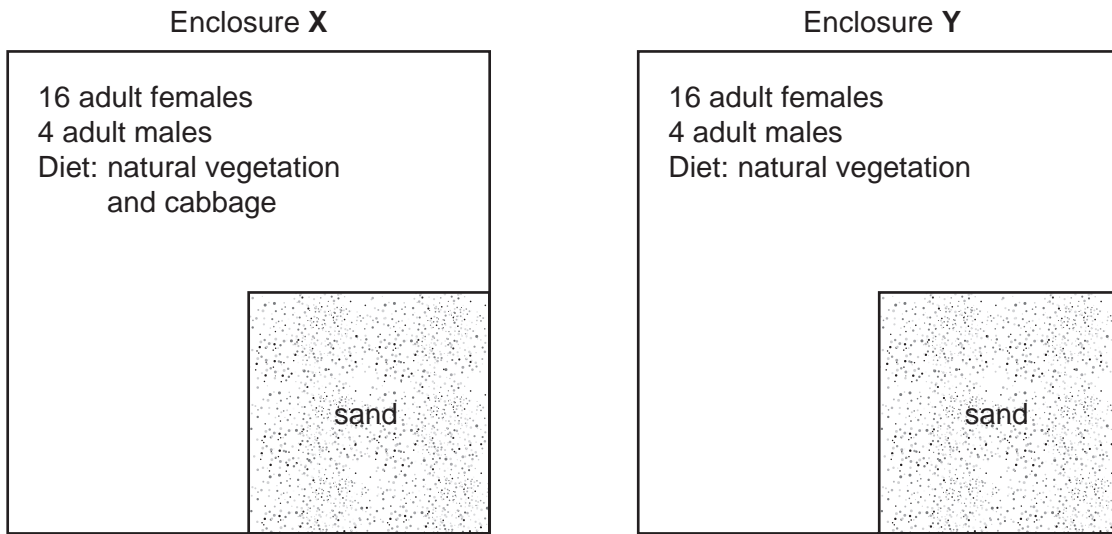 Enclosure X
16 adult females
4 adult males
Diet: natural vegetation
and cabbage
sand
Enclosure Y
16 adult females
4 adult males
Diet: natural vegetation
sand